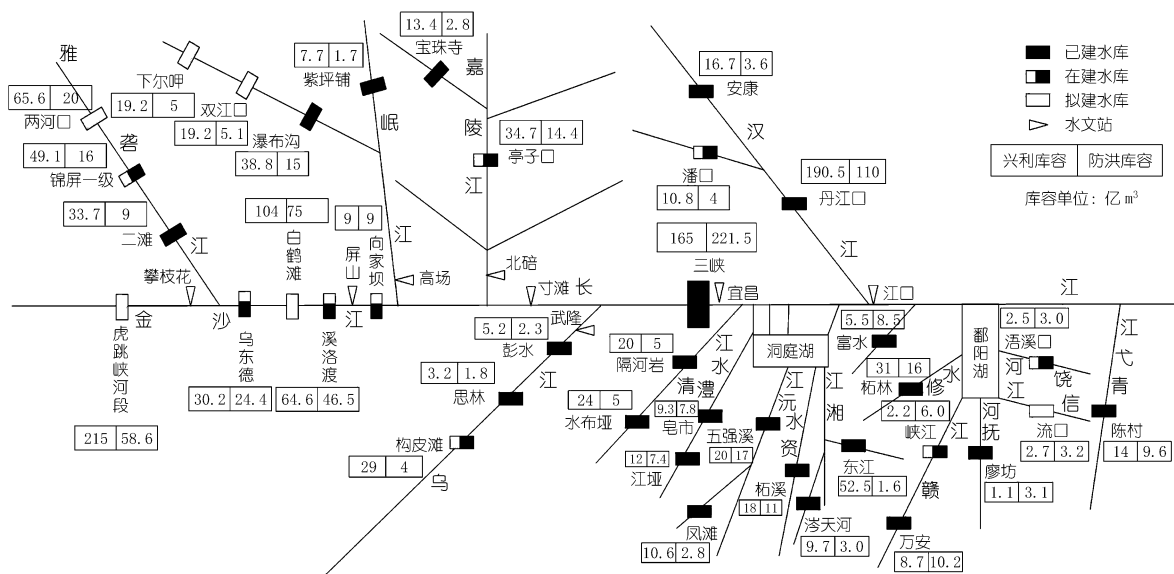 已建水库
在建水库
拟建水库
水文站
兴利库容 防洪库容
库容单位: 亿 m³
雅
砻
江
65.6 20
两河口
49.1 16
锦屏一级
33.7 9
二滩
攀枝花
下尔呷
19.2 5
双江口
19.2 5.1
瀑布沟
38.8 15
7.7 1.7
紫坪铺
岷
江
高场
13.4 2.8
宝珠寺
嘉
陵
江
34.7 14.4
亭子口
北碚
104 75
白鹤滩
9 9
向家坝
屏山
金
沙
江
虎跳峡河段
215 58.6
乌东德
30.2 24.4
溪洛渡
64.6 46.5
寸滩
长
江
武隆
5.2 2.3
彭水
3.2 1.8
思林
构皮滩
29 4
乌
江
16.7 3.6
安康
汉
江
潘口
10.8 4
190.5 110
丹江口
165 221.5
三峡
宜昌
江口
20 5
隔河岩
24 5
水布垭
清
江
水
澧
9.3 7.8
皂市
12 7.4
江垭
洞庭湖
五强溪
20 17
江
沅
水
资
凤滩
10.6 2.8
柘溪
18 11
江
湘
东江
52.5 1.6
涔天河
9.7 3.0
5.5 8.5
富水
31 16
柘林
水
修
2.2 6.0
峡江
江
赣
万安
8.7 10.2
鄱阳湖
河
抚
廖坊
1.1 3.1
2.5 3.0
浯溪口
河
饶
江
信
流口
2.7 3.2
江
弋
青
陈村
14 9.6